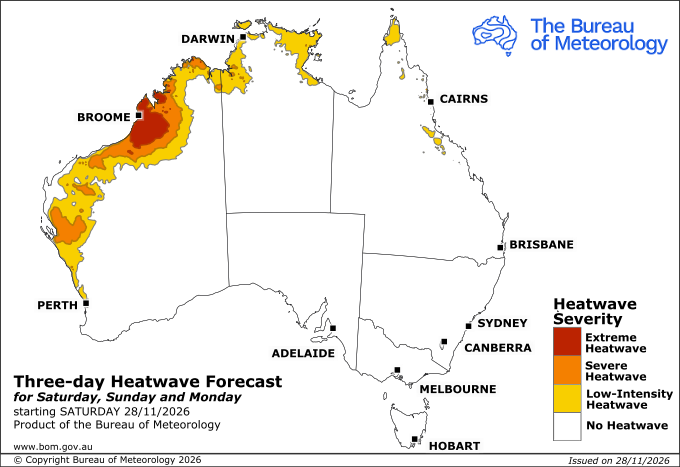 The Bureau
of Meteorology
DARWIN
CAIRNS
BROOME
BRISBANE
PERTH
SYDNEY
ADELAIDE
CANBERRA
MELBOURNE
HOBART
Heatwave
Severity
Extreme
Heatwave
Severe
Heatwave
Low-Intensity
Heatwave
No Heatwave
Three-day Heatwave Forecast
for Saturday, Sunday and Monday
starting SATURDAY 28/11/2026
Product of the Bureau of Meteorology
www.bom.gov.au
© Copyright Bureau of Meteorology 2026
Issued on 28/11/2026